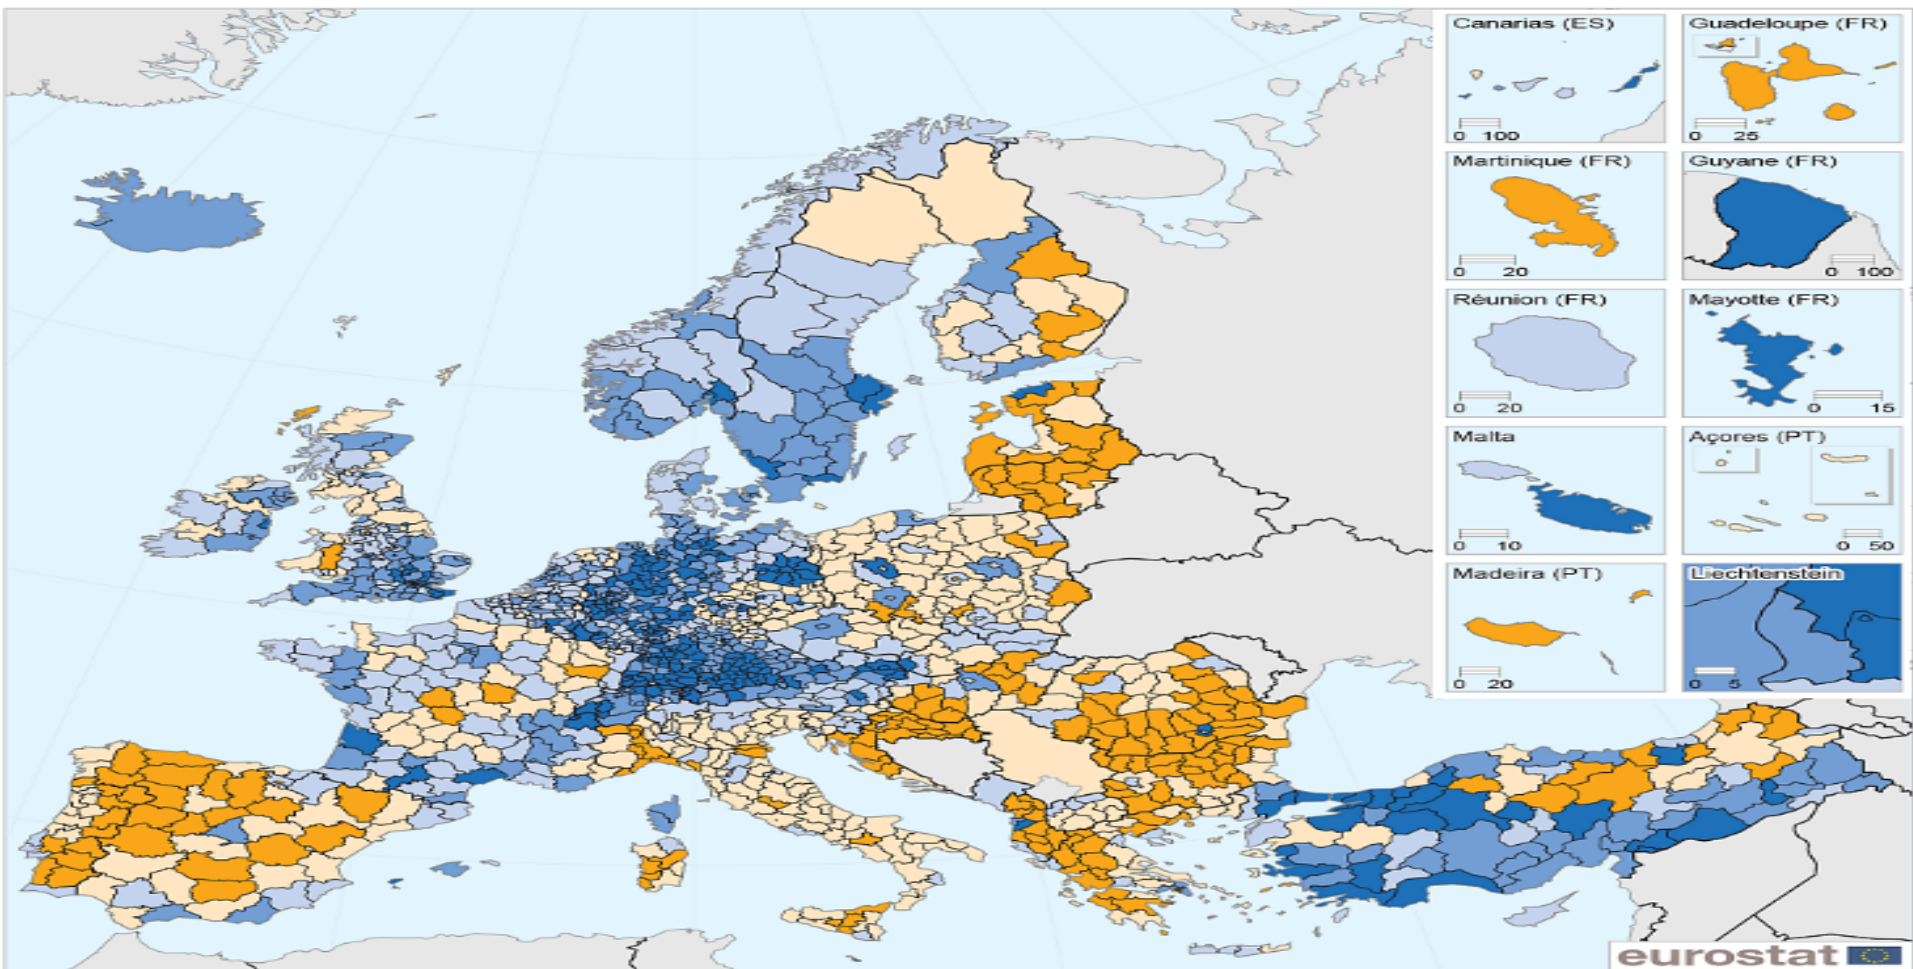 Canarias (ES)
0 100
Guadeloupe (FR)
0 25
Martinique (FR)
0 20
Guyane (FR)
0 100
Réunion (FR)
0 20
Mayotte (FR)
0 15
Malta
0 10
Açores (PT)
0 50
Madeira (PT)
0 20
Liechtenstein
0 5
eurostat